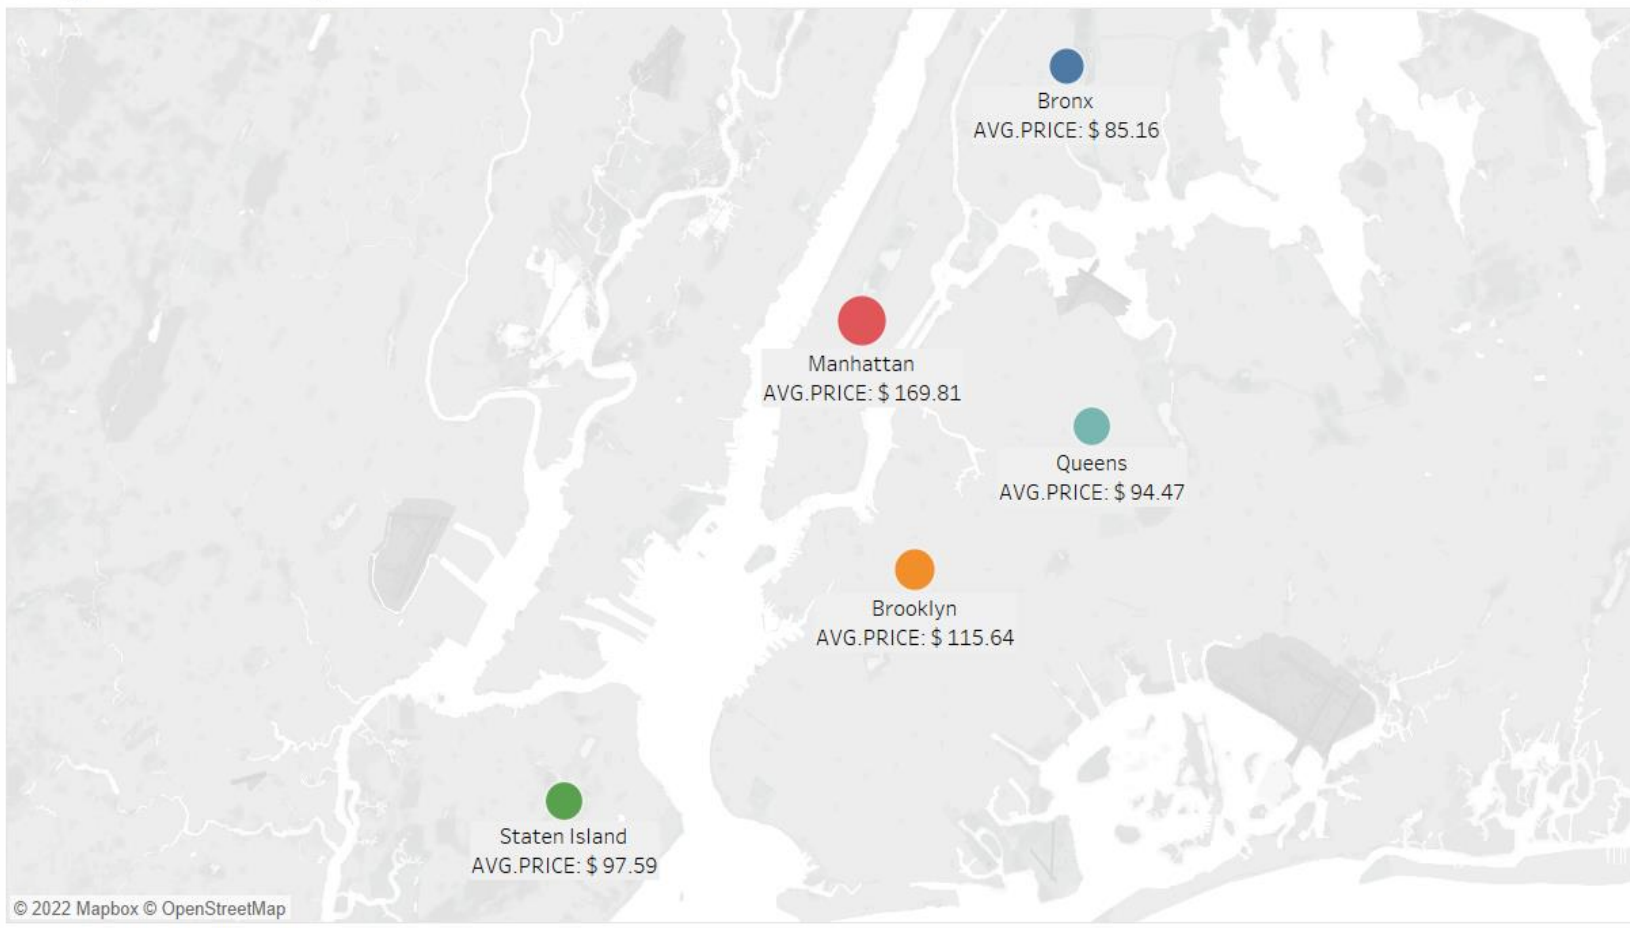 Bronx
AVG.PRICE: $ 85.16
Manhattan
AVG.PRICE: $ 169.81
Queens
AVG.PRICE: $ 94.47
Brooklyn
AVG.PRICE: $ 115.64
Staten Island
AVG.PRICE: $ 97.59
© 2022 Mapbox © OpenStreetMap